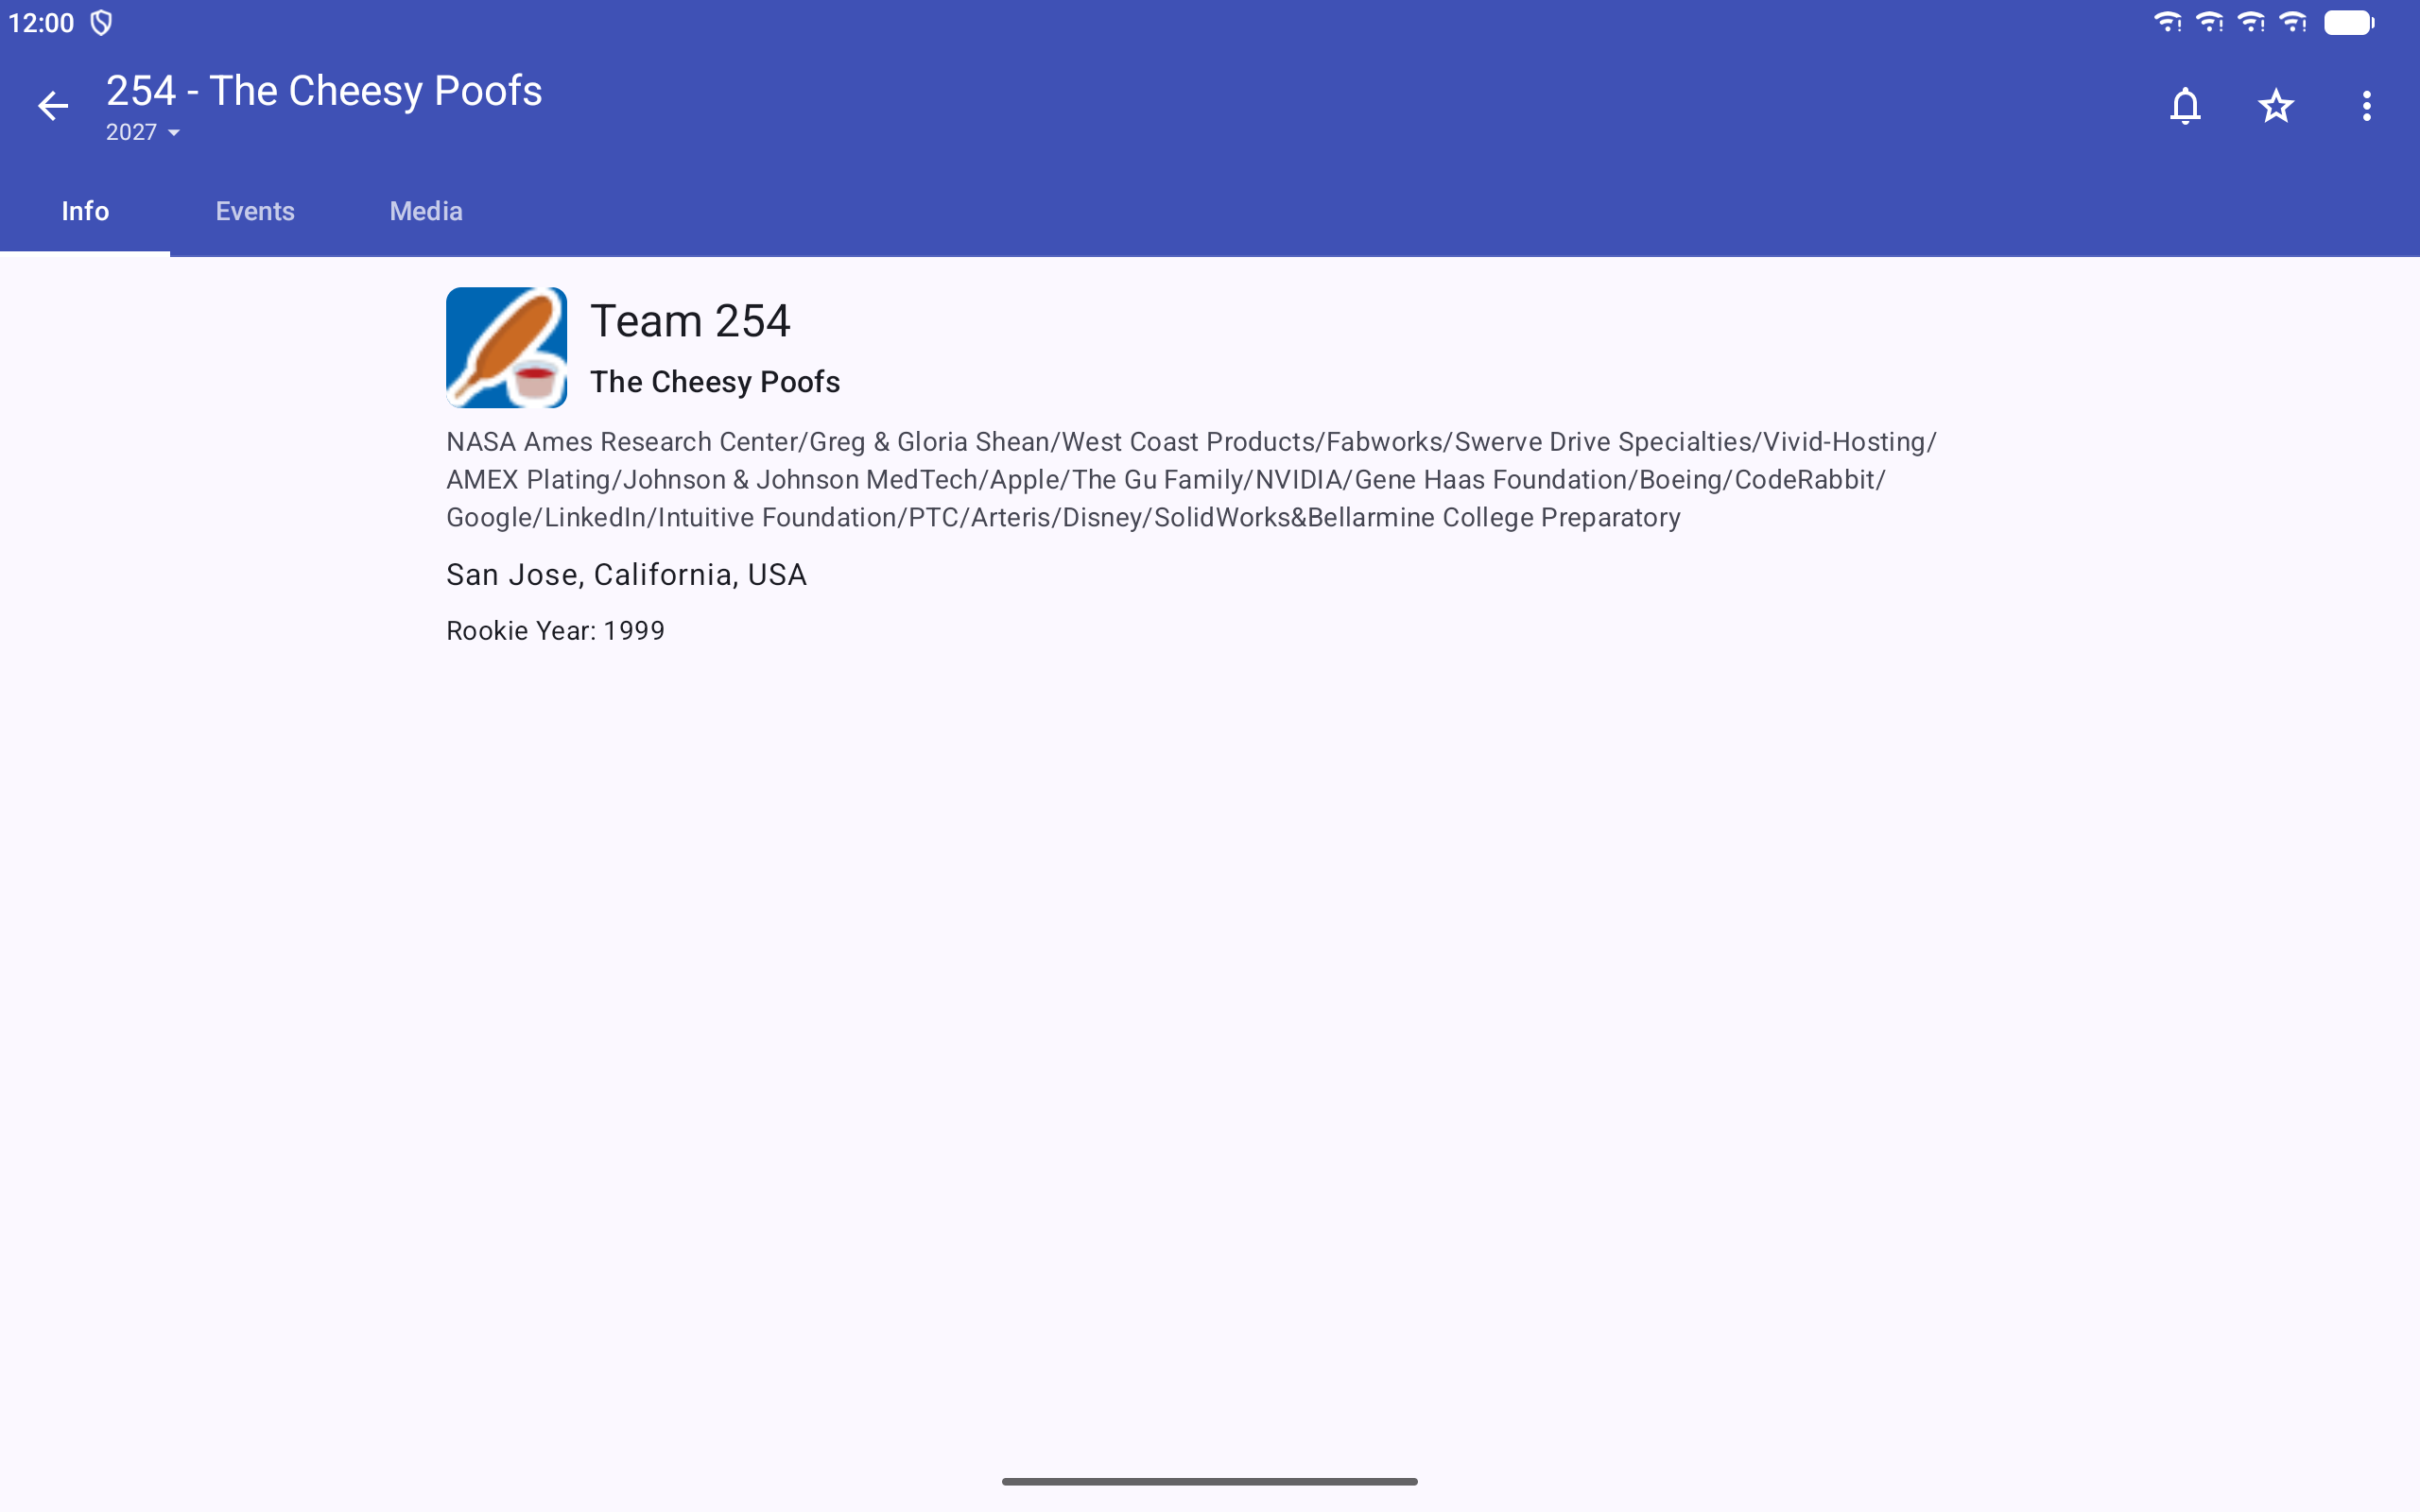 12:00
254 - The Cheesy Poofs
2027
Info
Events
Media
Team 254
The Cheesy Poofs
NASA Ames Research Center/Greg & Gloria Shean/West Coast Products/Fabworks/Swerve Drive Specialties/Vivid-Hosting/
AMEX Plating/Johnson & Johnson MedTech/Apple/The Gu Family/NVIDIA/Gene Haas Foundation/Boeing/CodeRabbit/
Google/LinkedIn/Intuitive Foundation/PTC/Arteris/Disney/SolidWorks&Bellarmine College Preparatory
San Jose, California, USA
Rookie Year: 1999